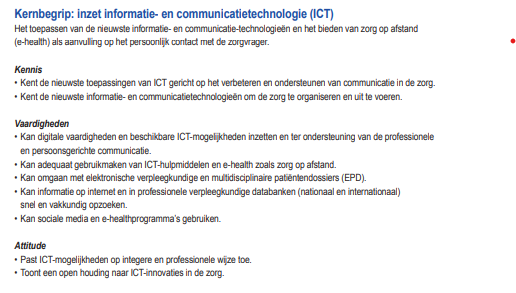 Kernbegrip: inzet informatie- en communicatietechnologie (ICT)
Het toepassen van de nieuwste informatie- en communicatie-technologieën en het bieden van zorg op afstand
(e-health) als aanvulling op het persoonlijk contact met de zorgvrager.
Kennis
• Kent de nieuwste toepassingen van ICT gericht op het verbeteren en ondersteunen van communicatie in de zorg.
• Kent de nieuwste informatie- en communicatietechnologieën om de zorg te organiseren en uit te voeren.
Vaardigheden
• Kan digitale vaardigheden en beschikbare ICT-mogelijkheden inzetten en ter ondersteuning van de professionele
en persoonsgerichte communicatie.
• Kan adequaat gebruikmaken van ICT-hulpmiddelen en e-health zoals zorg op afstand.
• Kan omgaan met elektronische verpleegkundige en multidisciplinaire patiëntendossiers (EPD).
• Kan informatie op internet en in professionele verpleegkundige databanken (nationaal en internationaal)
snel en vakkundig opzoeken.
• Kan sociale media en e-healthprogramma's gebruiken.
Attitude
• Past ICT-mogelijkheden op integere en professionele wijze toe.
• Toont een open houding naar ICT-innovaties in de zorg.